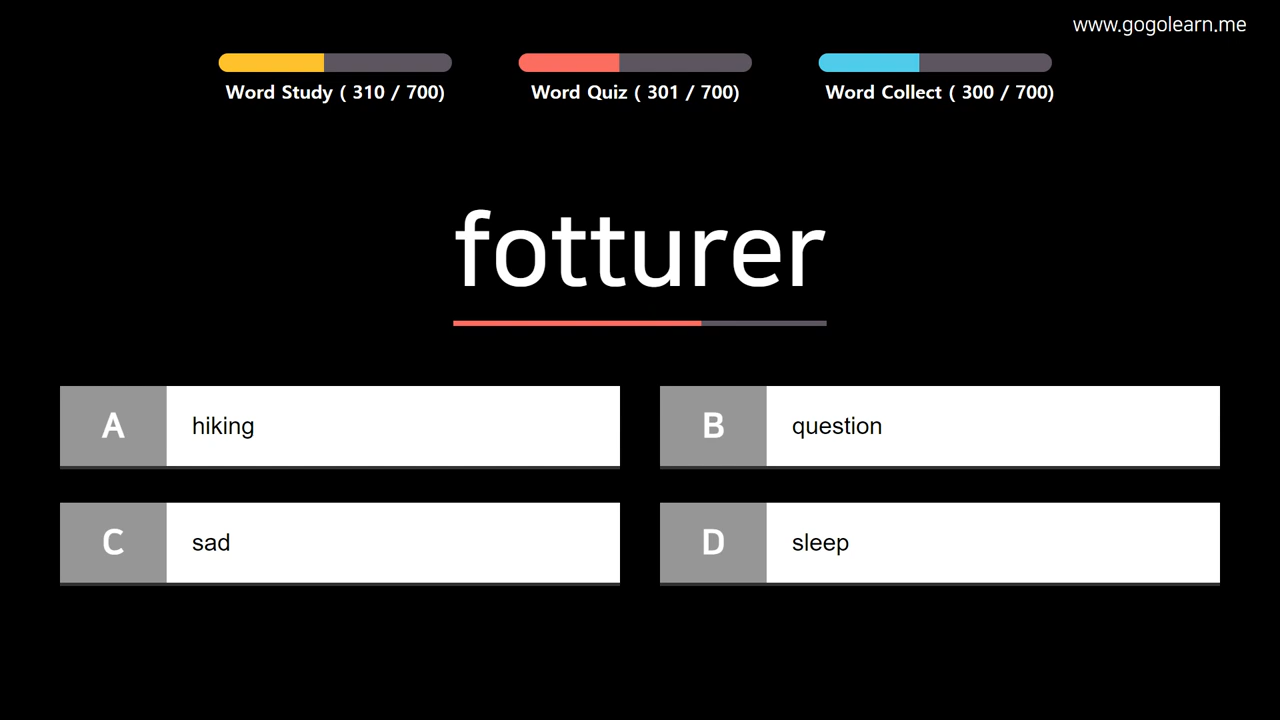 www.gogolearn.me
Word Study ( 310 / 700)
Word Quiz ( 301 / 700)
Word Collect ( 300 / 700)
fotturer
A hiking
B question
C sad
D sleep